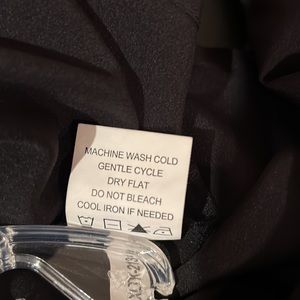 MACHINE WASH COLD
GENTLE CYCLE
DRY FLAT
DO NOT BLEACH
COOL IRON IF NEEDED